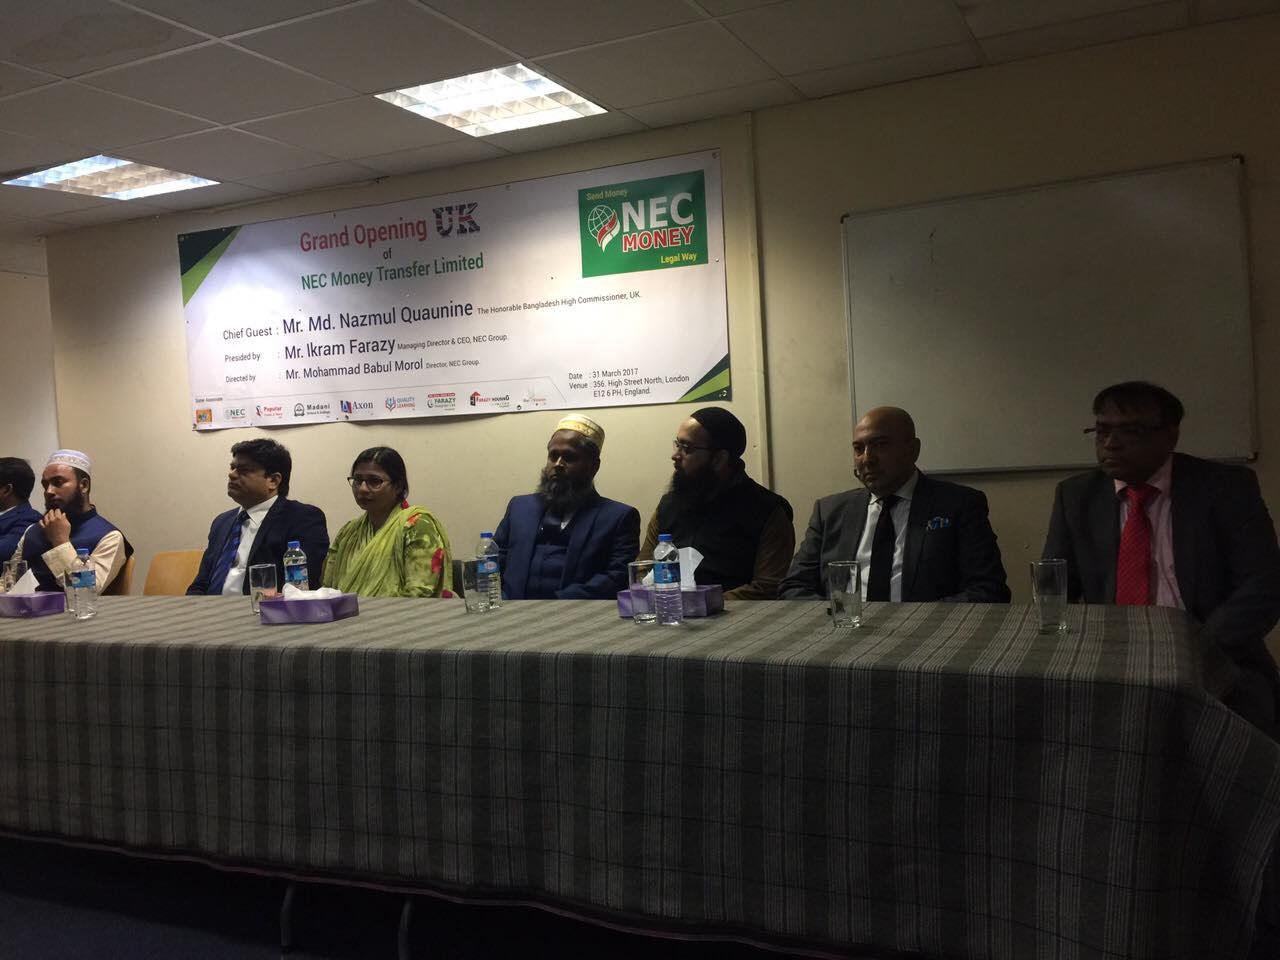 Grand Opening UK
of
NEC Money Transfer Limited
Chief Guest : Mr. Md. Nazmul Quaunine The Honorable Bangladesh High Commissioner, UK.
Presided by : Mr. Ikram Farazy Managing Director & CEO, NEC Group.
Directed by : Mr. Mohammad Babul Morol Director, NEC Group.
Date : 31 March 2017
Venue : 356. High Street North, London
E12 6 PH, England.
Send Money
NEC
MONEY
Legal Way
NEC
Popular
Madani
Axon
QUALITY
LEARNING
FARAZY
FARAZY HOUSING